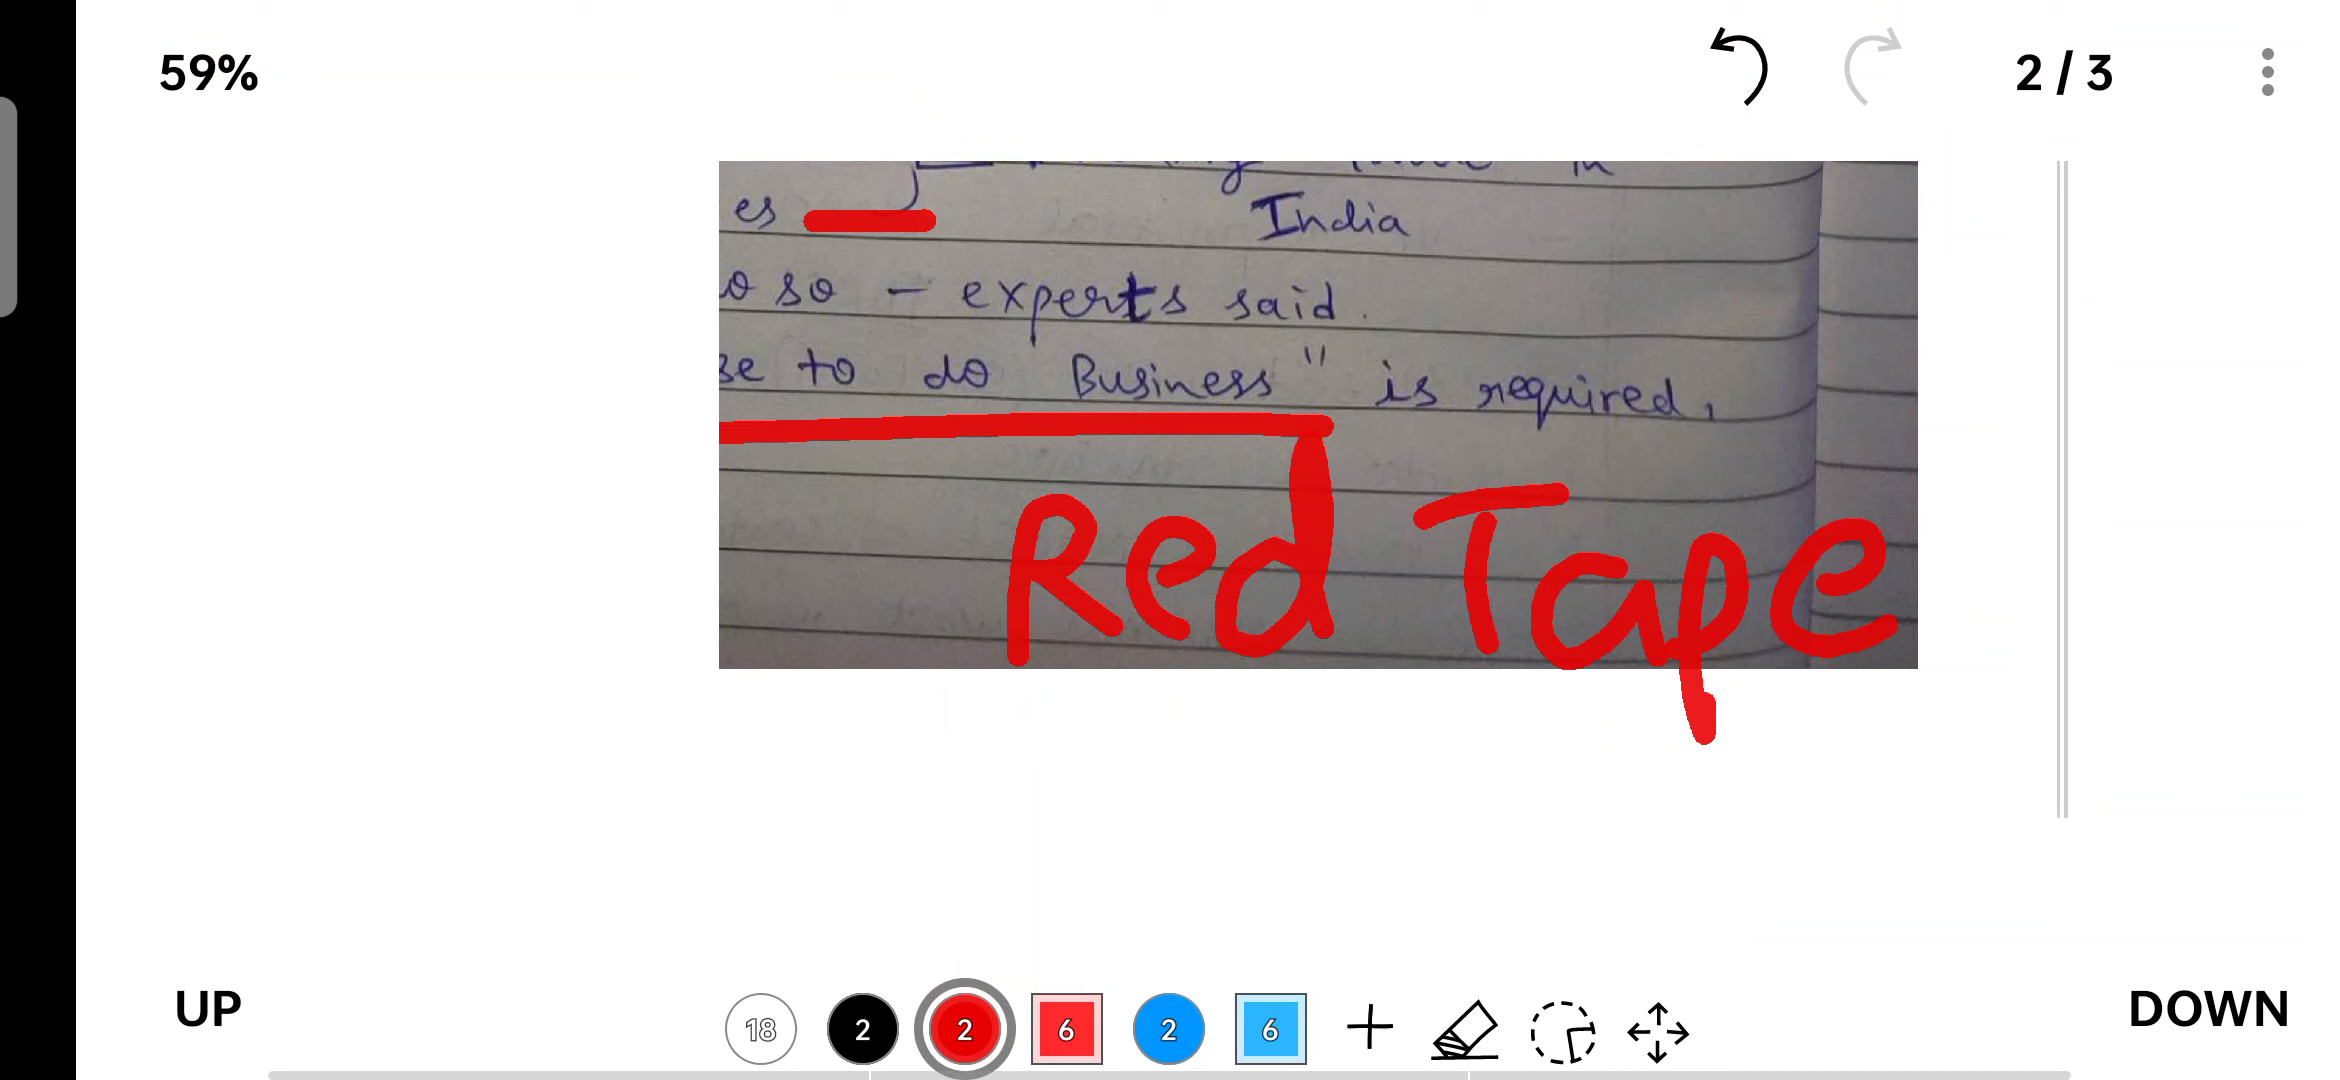 59%
2 / 3
es
India
so - experts said.
to do Business" is required,
Red Tape
UP
18 2 2 6 2 6
DOWN